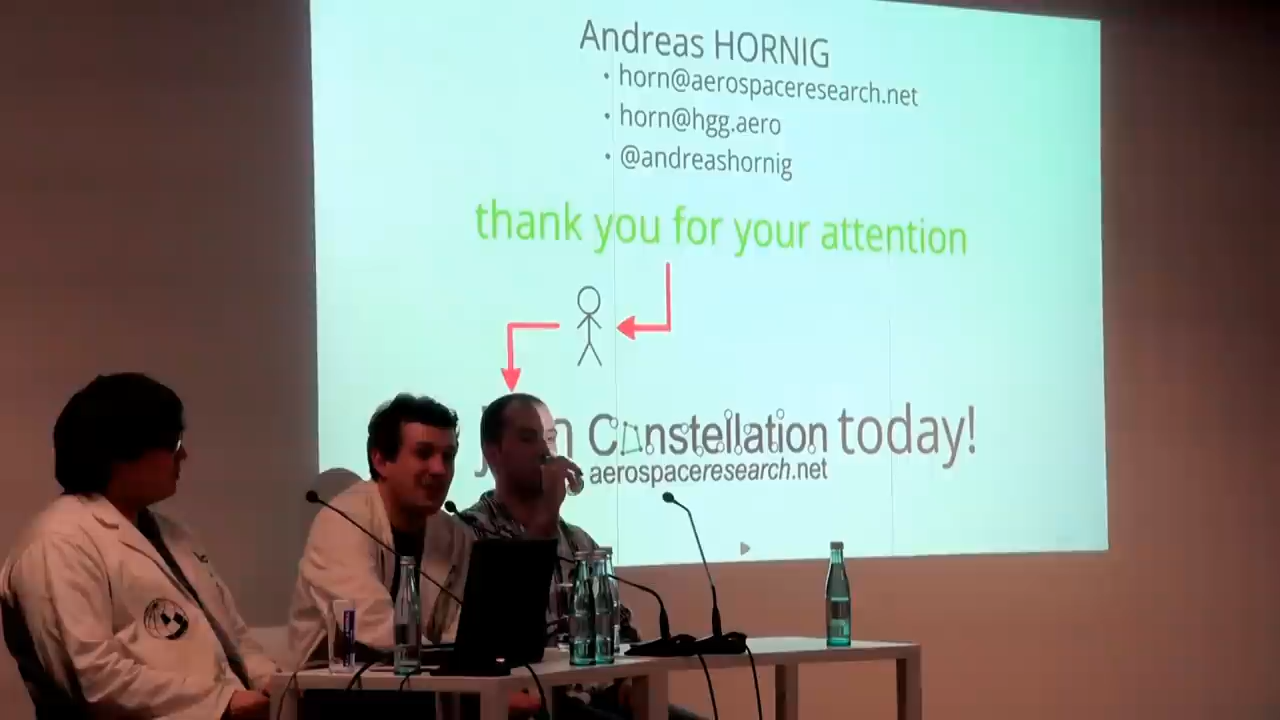 Andreas HORNIG
• horn@aerospaceresearch.net
• horn@hgg.aero
• @andreashornig
thank you for your attention
Constellation today!
aerospaceresearch.net